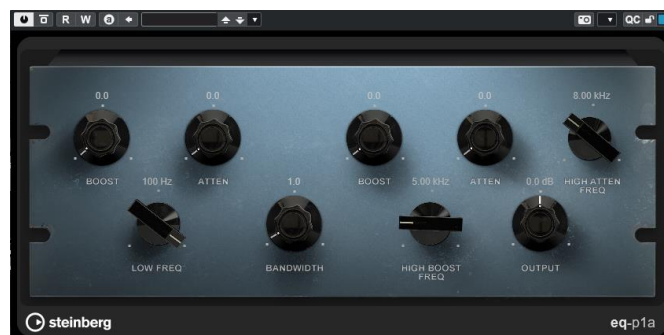 R W a QC
0.0 0.0 0.0 0.0 8.00 kHz
BOOST ATTEN BOOST ATTEN HIGH ATTEN
FREQ
100 Hz 1.0 5.00 kHz 0.0 dB
LOW FREQ BANDWIDTH HIGH BOOST
FREQ
OUTPUT
steinberg eq-p1a